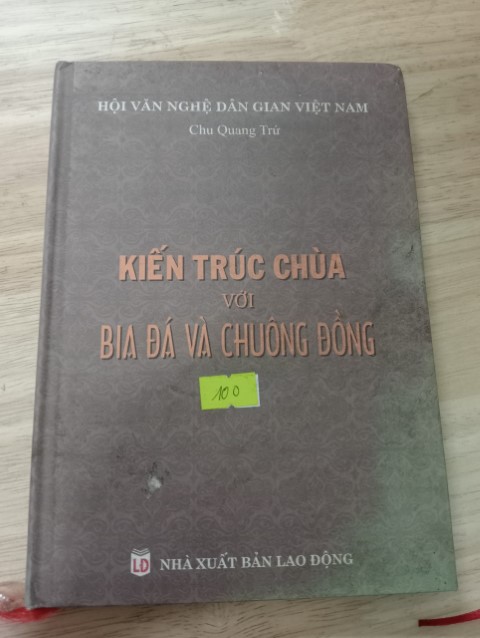 HỘI VĂN NGHỆ DÂN GIAN VIỆT NAM
Chu Quang Trứ
KIẾN TRÚC CHÙA
VỚI
BIA ĐÁ VÀ CHUÔNG ĐỒNG
100
LD NHÀ XUẤT BẢN LAO ĐỘNG